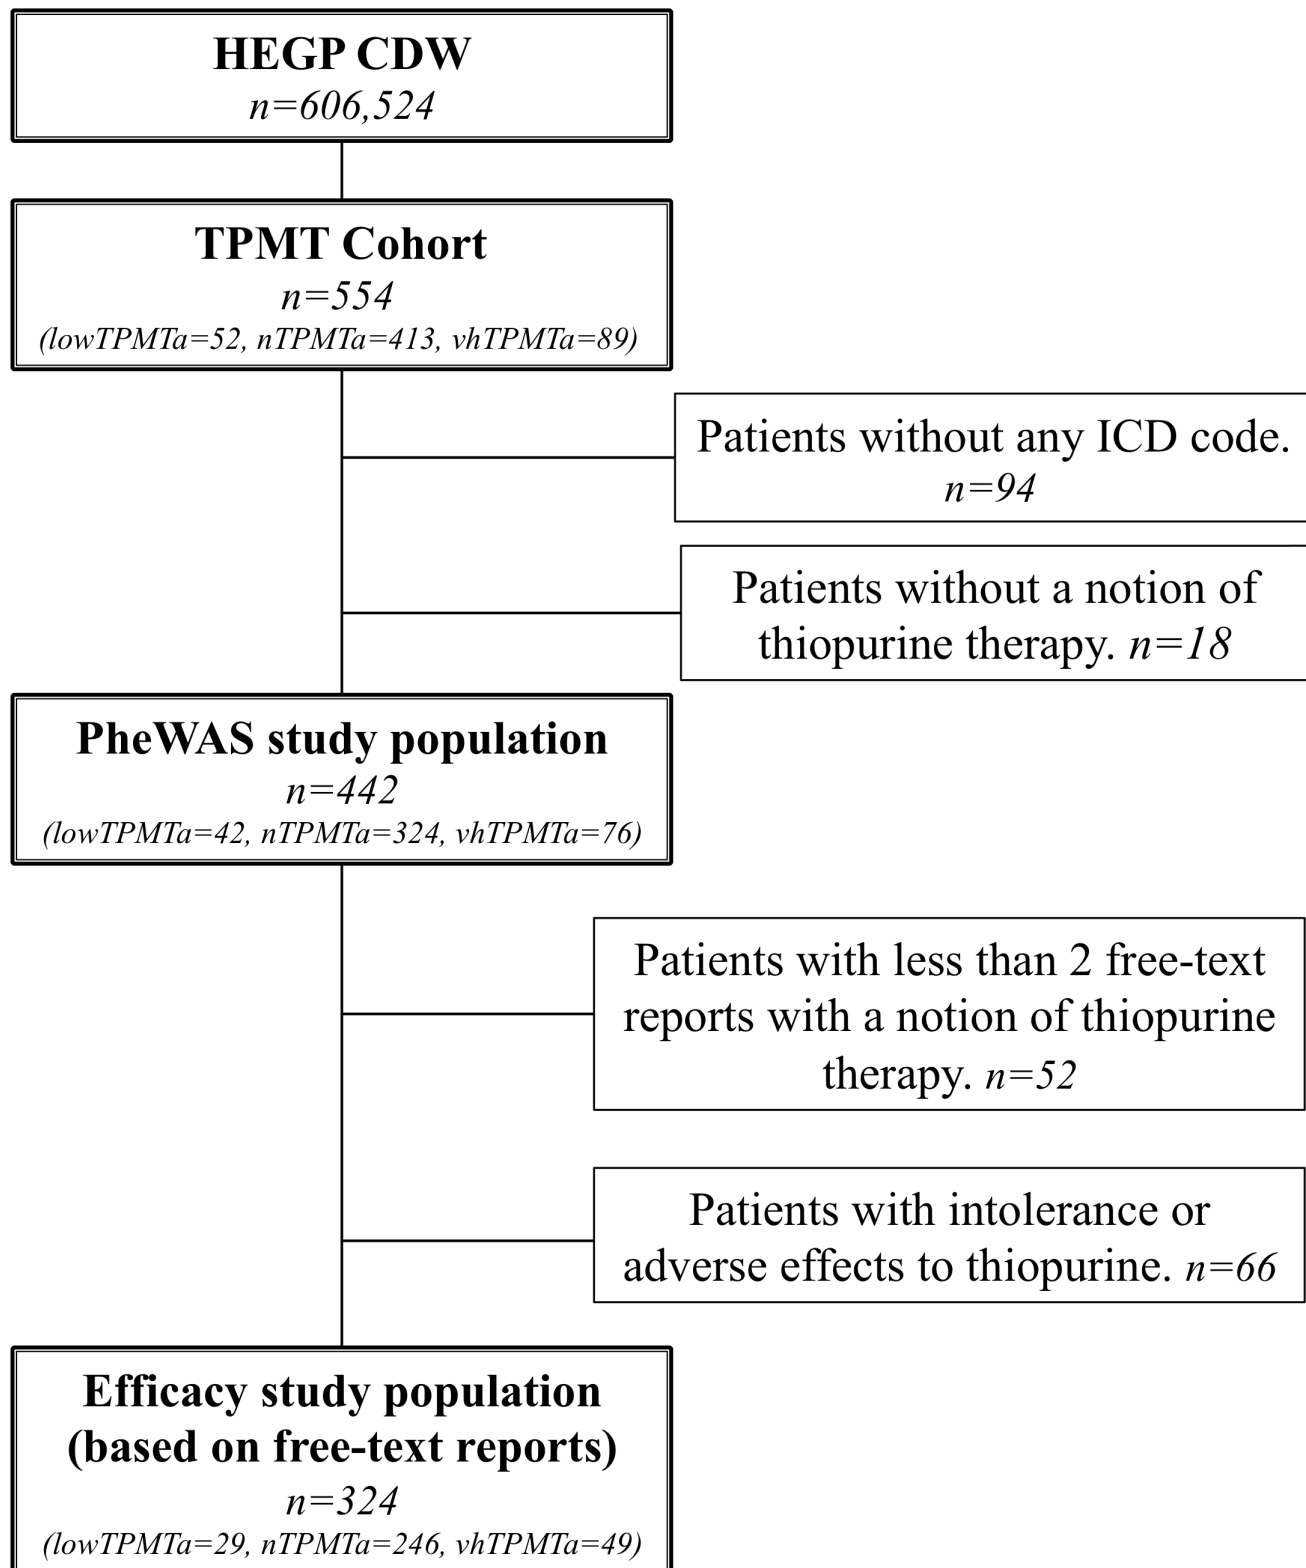 HEGP CDW
n=606,524
TPMT Cohort
n=554
(lowTPMTa=52, nTPMTa=413, vhTPMTa=89)
Patients without any ICD code.
n=94
Patients without a notion of
thiopurine therapy. n=18
PheWAS study population
n=442
(lowTPMTa=42, nTPMTa=324, vhTPMTa=76)
Patients with less than 2 free-text
reports with a notion of thiopurine
therapy. n=52
Patients with intolerance or
adverse effects to thiopurine. n=66
Efficacy study population
(based on free-text reports)
n=324
(lowTPMTa=29, nTPMTa=246, vhTPMTa=49)